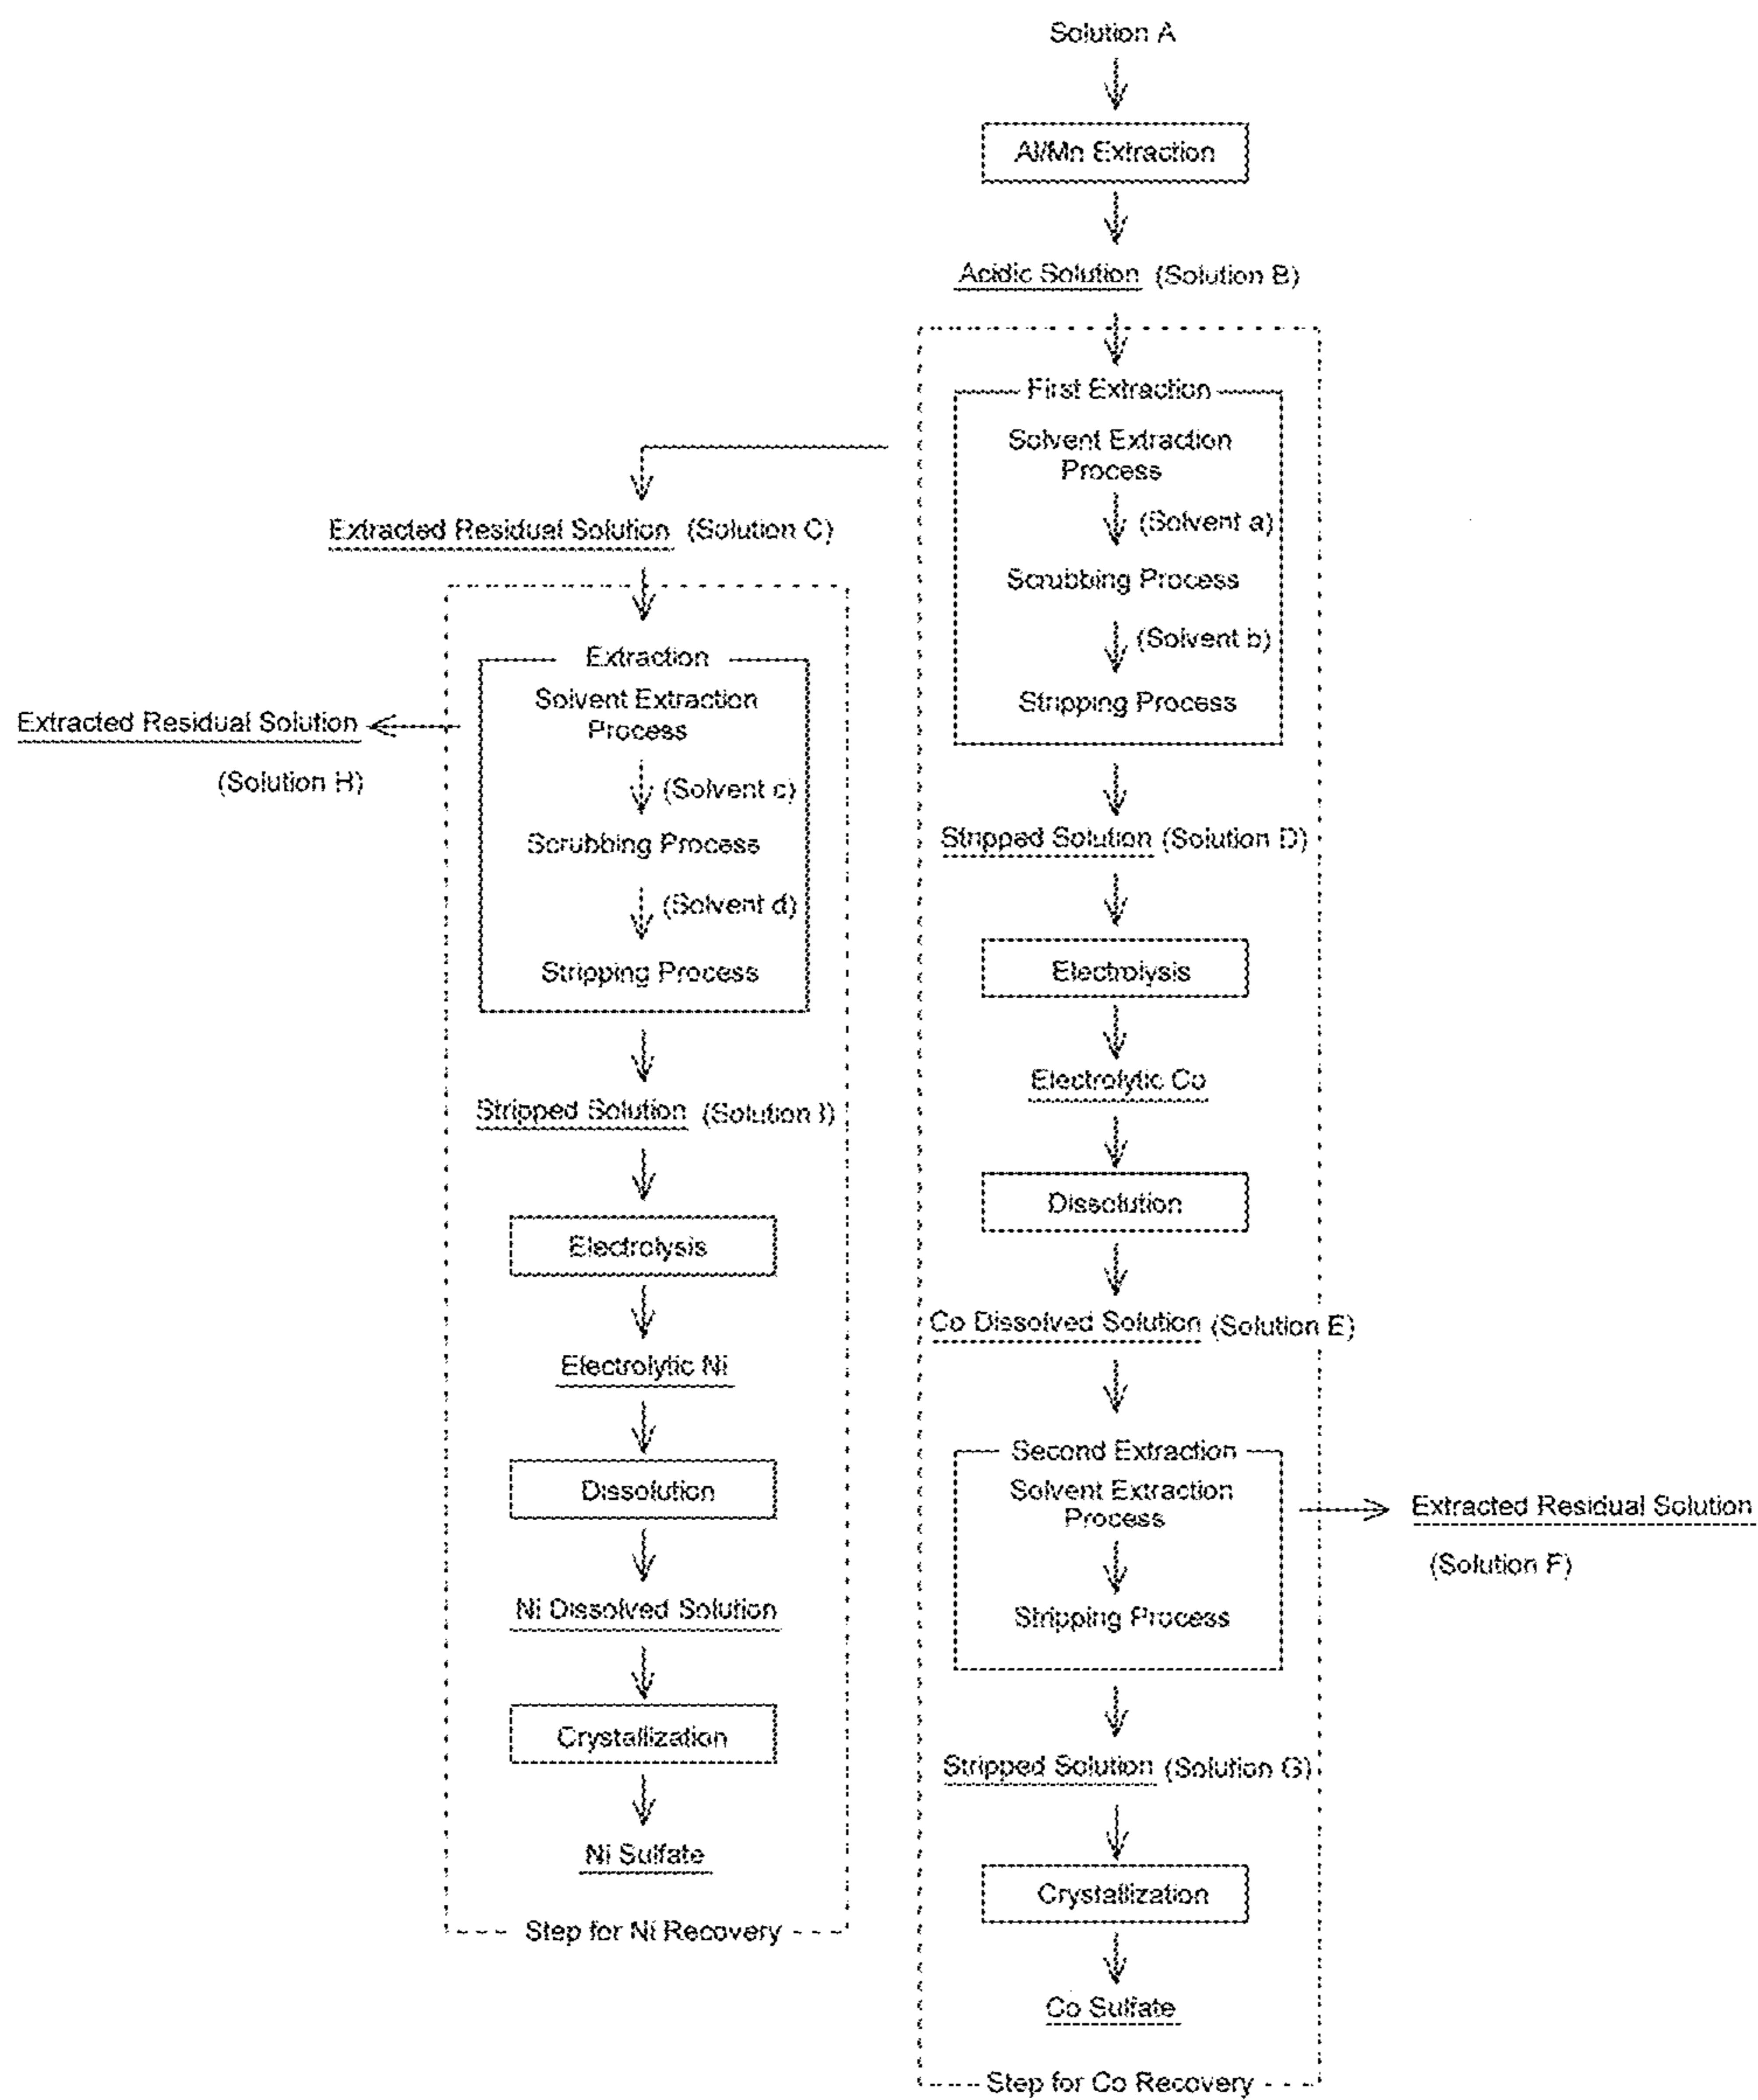 Solution A
Al/Mn Extraction
Acidic Solution (Solution B)
First Extraction
Solvent Extraction
Process
(Solvent a)
Scrubbing Process
(Solvent b)
Stripping Process
Stripped Solution (Solution D)
Electrolysis
Electrolytic Co
Dissolution
Co Dissolved Solution (Solution E)
Second Extraction
Solvent Extraction
Process
Stripping Process
Extracted Residual Solution
(Solution F)
Stripped Solution (Solution G)
Crystallization
Co Sulfate
Step for Co Recovery
Extracted Residual Solution (Solution C)
Extraction
Solvent Extraction
Process
(Solvent c)
Scrubbing Process
(Solvent d)
Stripping Process
Extracted Residual Solution
(Solution H)
Stripped Solution (Solution I)
Electrolysis
Electrolytic Ni
Dissolution
Ni Dissolved Solution
Crystallization
Ni Sulfate
Step for Ni Recovery